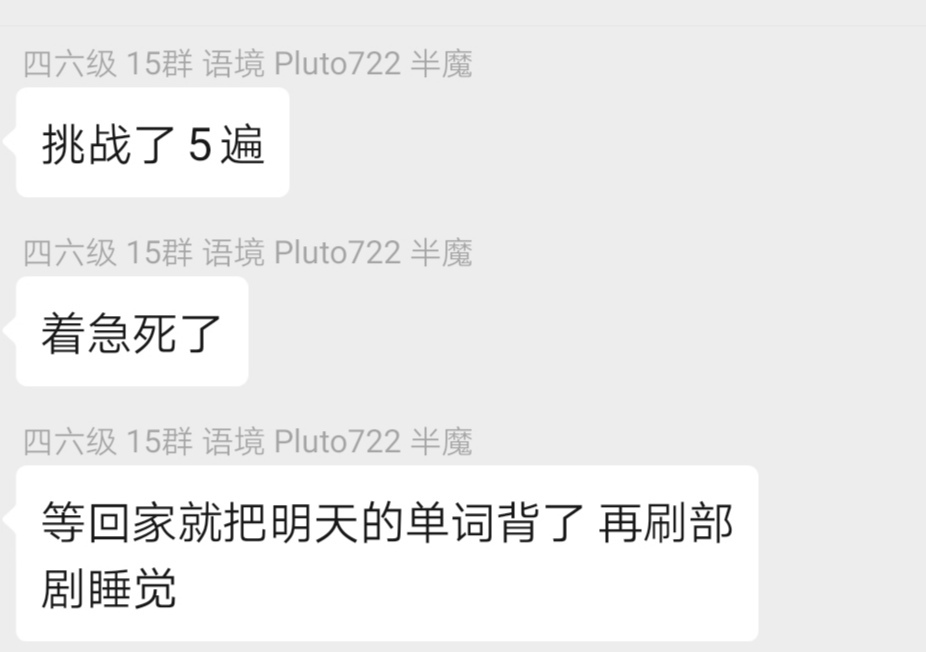 四六级 15群 语境 Pluto722 半魔
挑战了5遍
四六级 15群 语境 Pluto722 半魔
着急死了
四六级 15群 语境 Pluto722 半魔
等回家就把明天的单词背了 再刷部
剧睡觉